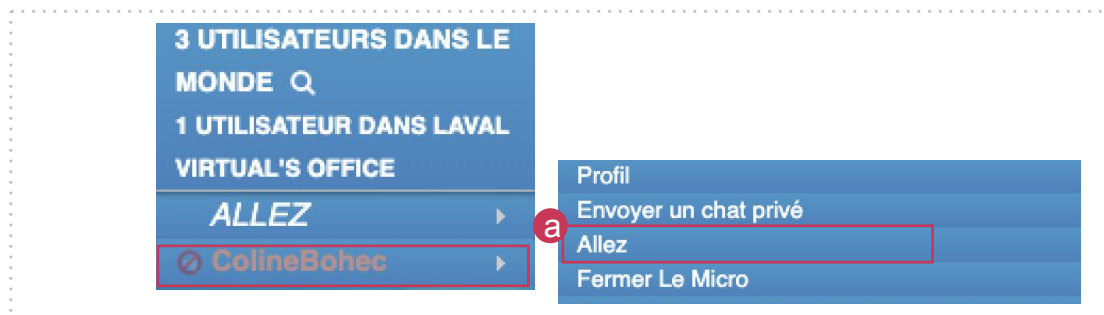 3 UTILISATEURS DANS LE
MONDE
1 UTILISATEUR DANS LAVAL
VIRTUAL'S OFFICE
ALLEZ
ColineBohec
a
Profil
Envoyer un chat privé
Allez
Fermer Le Micro